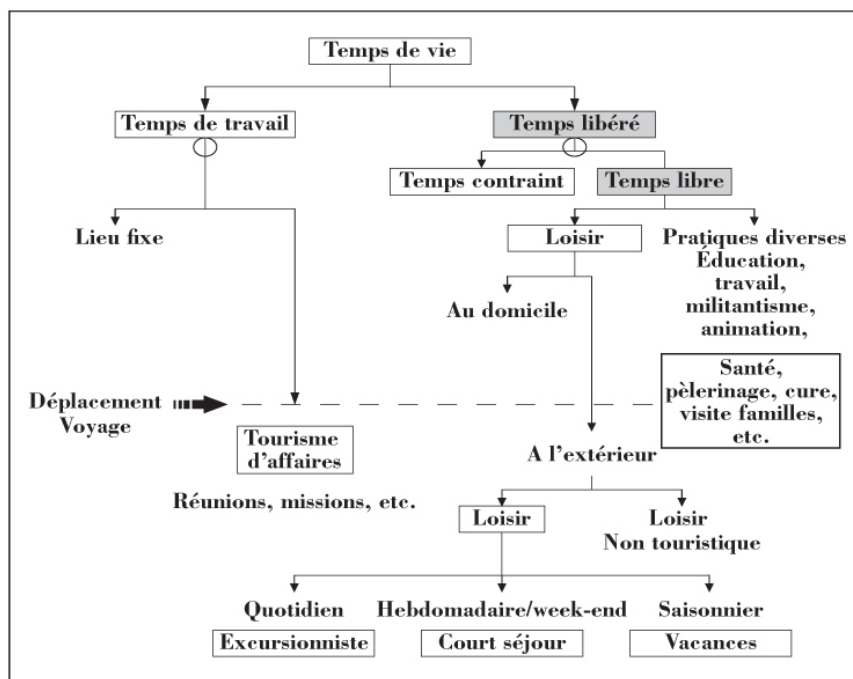 Temps de vie
Temps de travail
Temps libéré
Temps contraint
Temps libre
Lieu fixe
Loisir
Pratiques diverses
Éducation,
travail,
militantisme,
animation,
Au domicile
Santé,
pèlerinage, cure,
visite familles,
etc.
Déplacement
Voyage
Tourisme
d'affaires
A l'extérieur
Réunions, missions, etc.
Loisir
Loisir
Non touristique
Quotidien
Hebdomadaire/week-end
Saisonnier
Excursionniste
Court séjour
Vacances